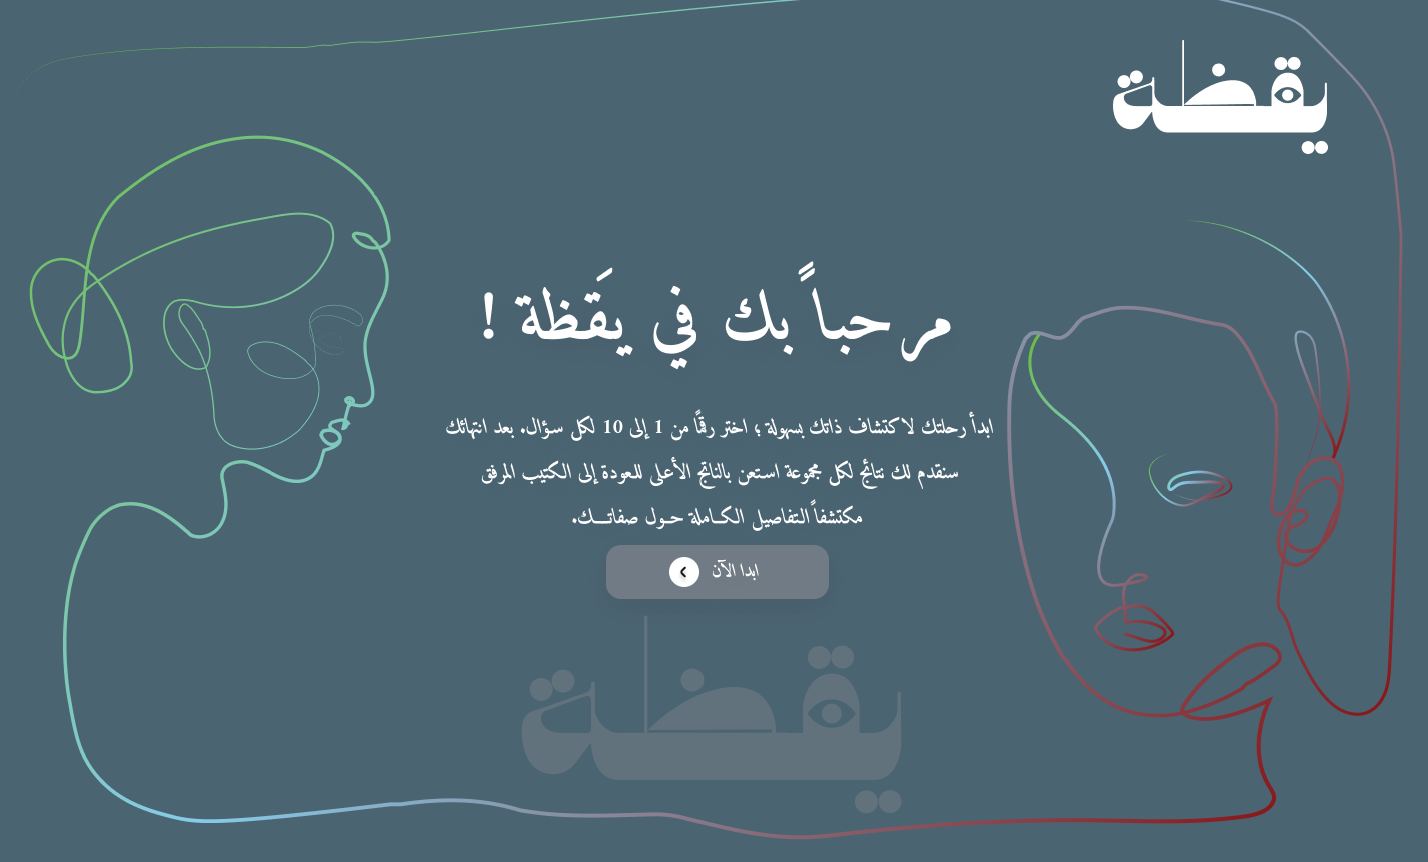 يقظة
مرحباً بك في يَقظة !
ابدأ رحلتك لاكتشاف ذاتك بسهولة ؛ اختر رقمًا من 1 إلى 10 لكل سؤال. بعد انتهائك
سنقدم لك نتائج لكل مجموعة استعن بالناتج الأعلى للعودة إلى الكتيب المرفق
مكتشفاً التفاصيل الكـاملة حـول صفاتـــك.
ابدا الآن
يقظة